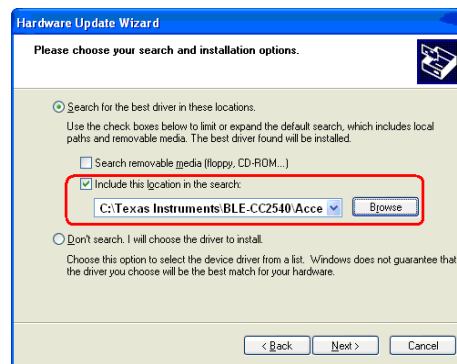 Hardware Update Wizard
Please choose your search and installation options.
Search for the best driver in these locations.
Use the check boxes below to limit or expand the default search, which includes local
paths and removable media. The best driver found will be installed.
Search removable media (floppy, CD-ROM...)
Include this location in the search:
C:\Texas Instruments\BLE-CC2540\Acce
Browse
Don't search. I will choose the driver to install.
Choose this option to select the device driver from a list. Windows does not guarantee that
the driver you choose will be the best match for your hardware.
< Back Next > Cancel